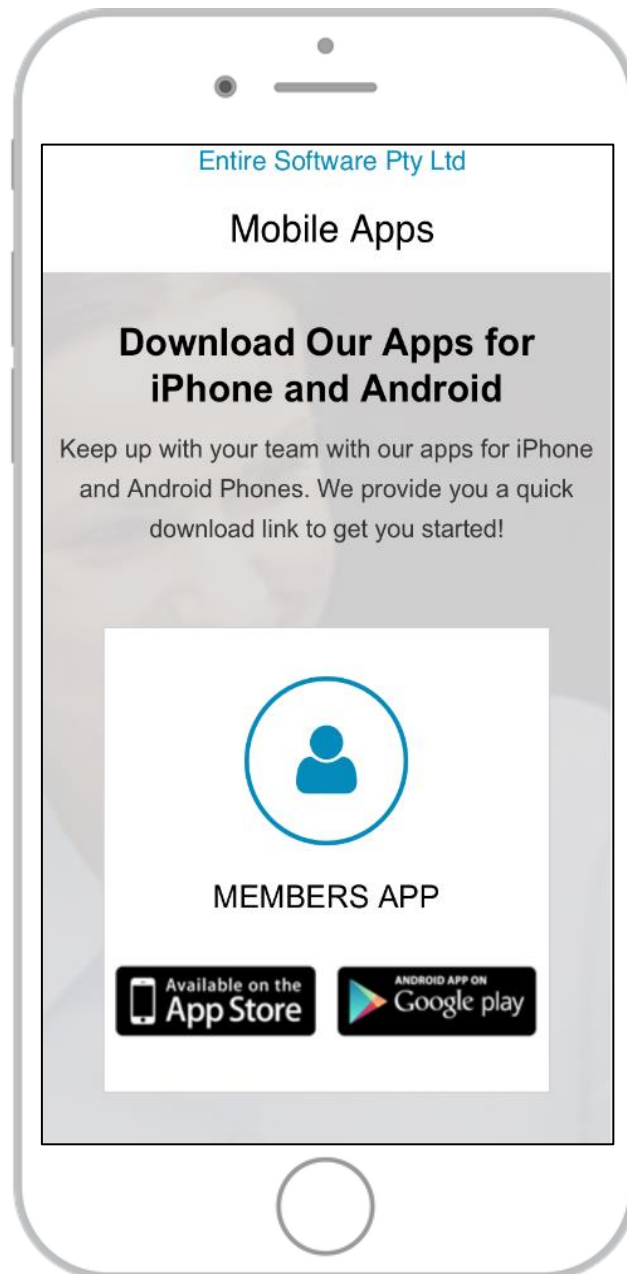 Entire Software Pty Ltd
Mobile Apps
Download Our Apps for
iPhone and Android
Keep up with your team with our apps for iPhone
and Android Phones. We provide you a quick
download link to get you started!
MEMBERS APP
Available on the
App Store
ANDROID APP ON
Google play